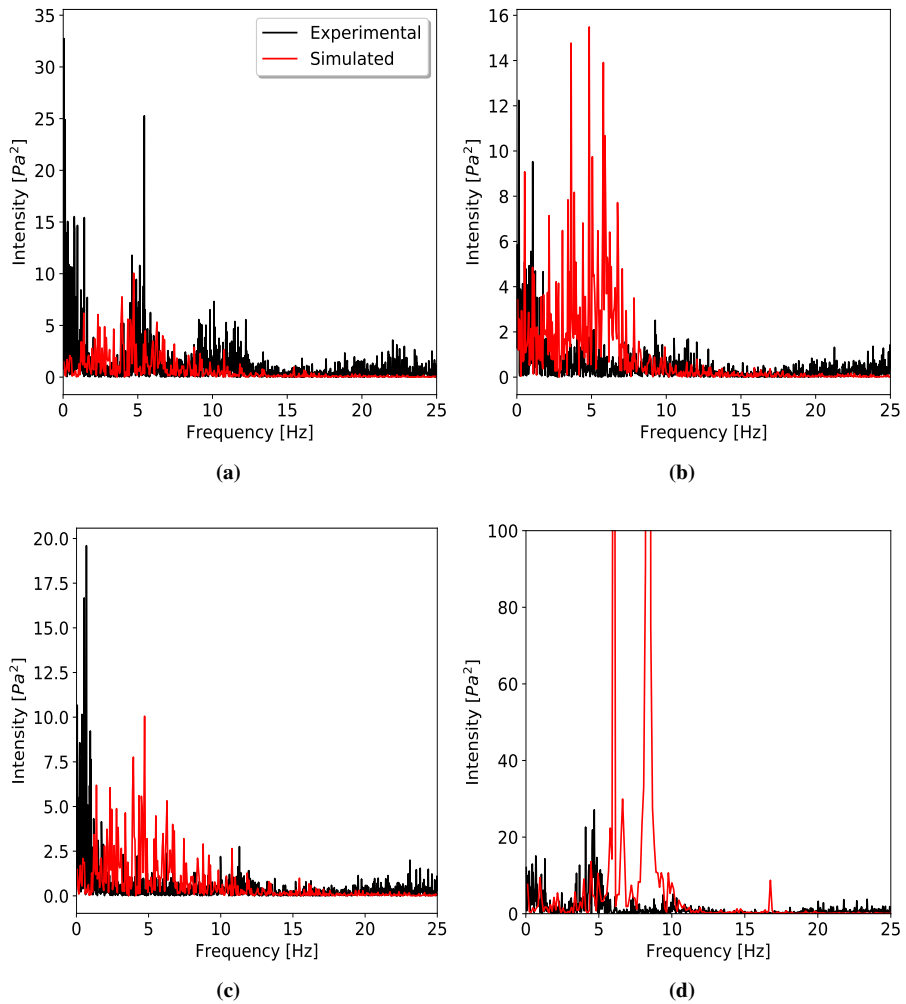 35
30
25
20
15
10
5
0
Intensity [Pa²]
0 5 10 15 20 25
Frequency [Hz]
Experimental
Simulated
(a)
16
14
12
10
8
6
4
2
0
Intensity [Pa²]
0 5 10 15 20 25
Frequency [Hz]
(b)
20.0
17.5
15.0
12.5
10.0
7.5
5.0
2.5
0.0
Intensity [Pa²]
0 5 10 15 20 25
Frequency [Hz]
(c)
100
80
60
40
20
0
Intensity [Pa²]
0 5 10 15 20 25
Frequency [Hz]
(d)